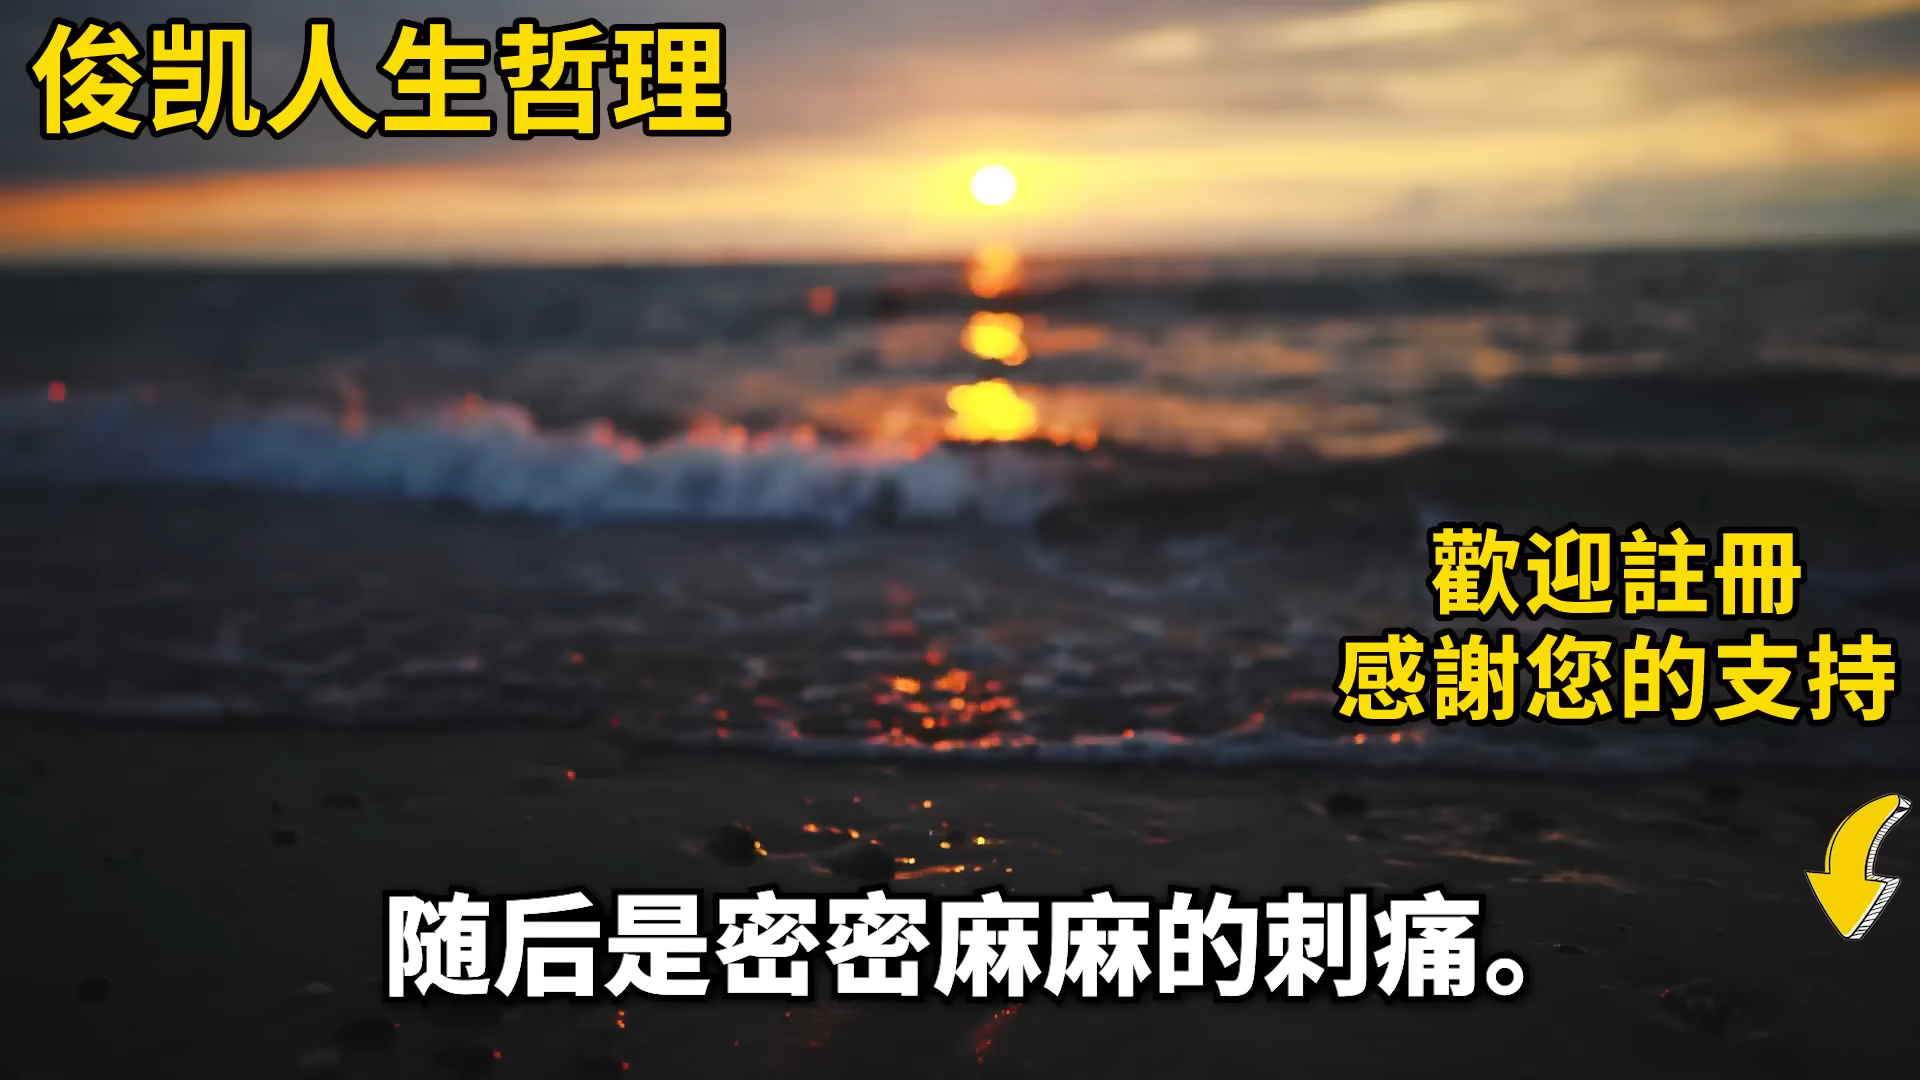 俊凯人生哲理
歡迎註冊
感謝您的支持
随后是密密麻麻的刺痛。